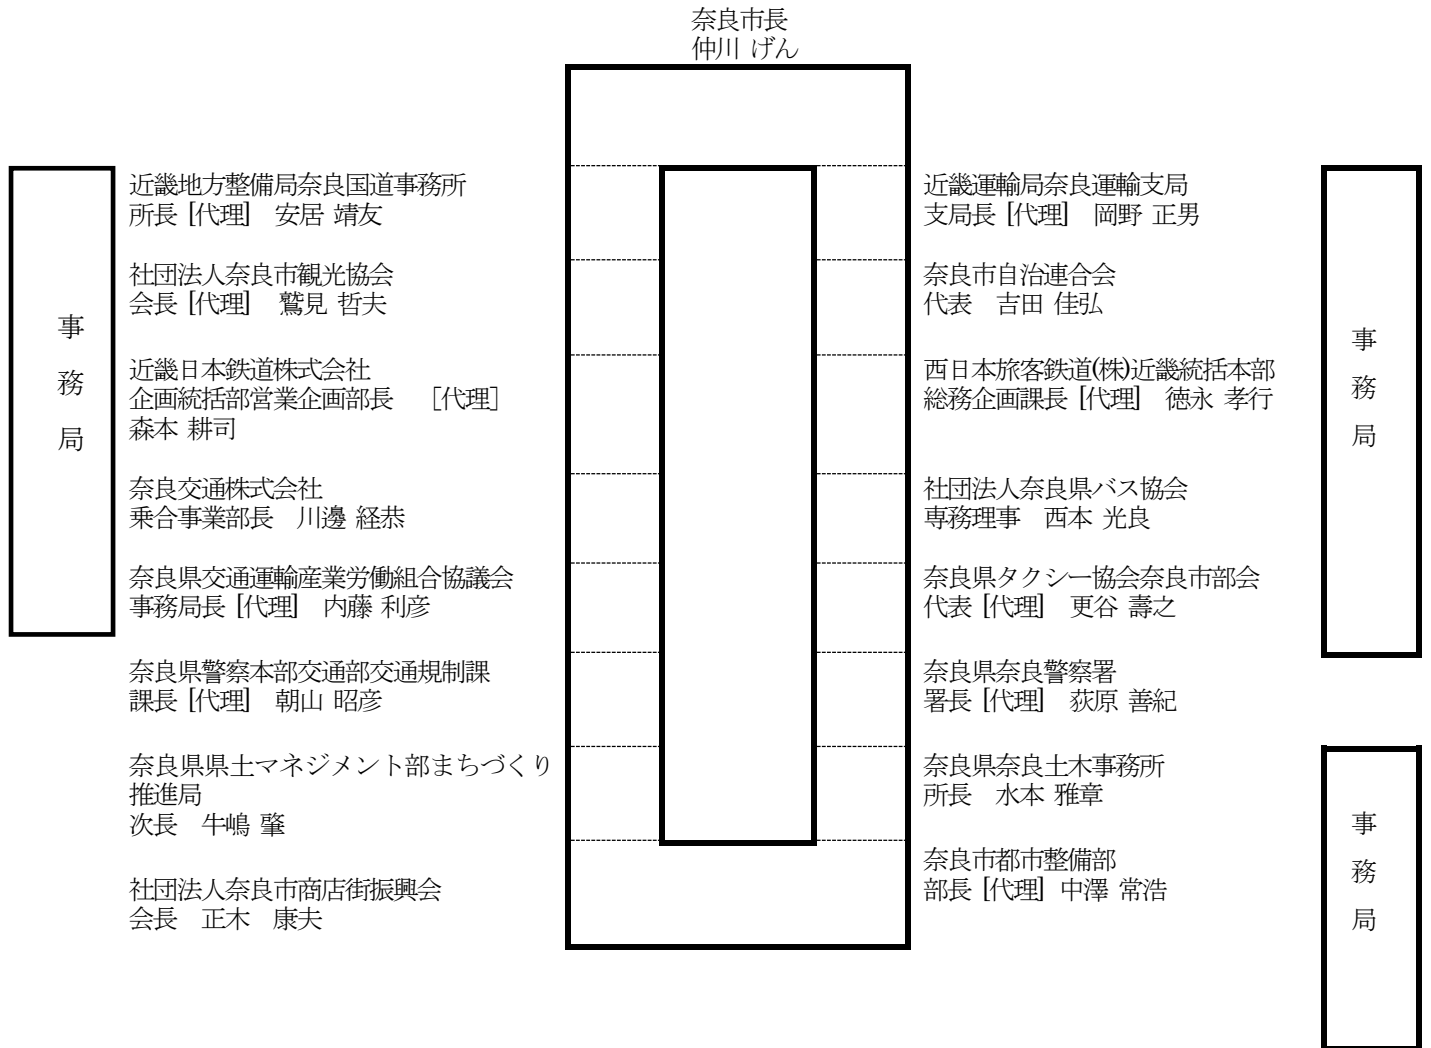 奈良市長
仲川 げん
事務局
近畿地方整備局奈良国道事務所
所長 [代理] 安居 靖友
社団法人奈良市観光協会
会長 [代理] 鷲見 哲夫
近畿日本鉄道株式会社
企画統括部営業企画部長 [代理]
森本 耕司
奈良交通株式会社
乗合事業部長 川邊 経恭
奈良県交通運輸産業労働組合協議会
事務局長 [代理] 内藤 利彦
奈良県警察本部交通部交通規制課
課長 [代理] 朝山 昭彦
奈良県県土マネジメント部まちづくり
推進局
次長 牛嶋 肇
社団法人奈良市商店街振興会
会長 正木 康夫
近畿運輸局奈良運輸支局
支局長 [代理] 岡野 正男
奈良市自治連合会
代表 吉田 佳弘
西日本旅客鉄道(株)近畿統括本部
総務企画課長 [代理] 徳永 孝行
社団法人奈良県バス協会
専務理事 西本 光良
奈良県タクシー協会奈良市部会
代表 [代理] 更谷 壽之
奈良県奈良警察署
署長 [代理] 荻原 善紀
奈良県奈良土木事務所
所長 水本 雅章
奈良市都市整備部
部長 [代理] 中澤 常浩
事務局
事務局